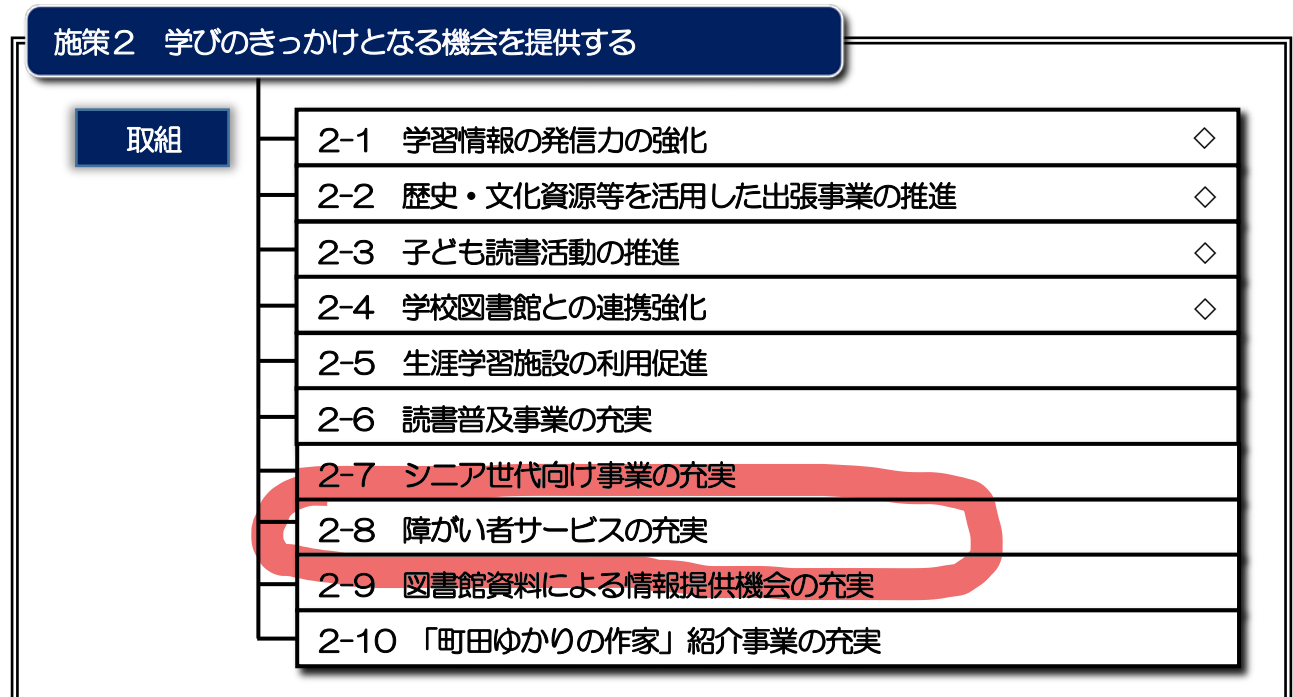 施策２　学びのきっかけとなる機会を提供する
取組
２-１　学習情報の発信力の強化　◇
２-２　歴史・文化資源等を活用した出張事業の推進　◇
２-３　子ども読書活動の推進　◇
２-４　学校図書館との連携強化　◇
２-５　生涯学習施設の利用促進
２-６　読書普及事業の充実
２-７　シニア世代向け事業の充実
２-８　障がい者サービスの充実
２-９　図書館資料による情報提供機会の充実
２-１０　「町田ゆかりの作家」紹介事業の充実